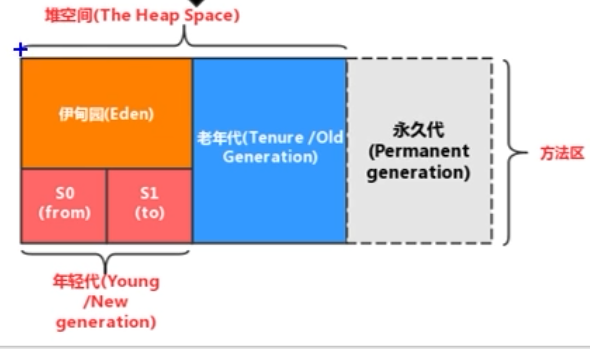 堆空间(The Heap Space)
伊甸园(Eden)
S0
(from)
S1
(to)
老年代(Tenure /Old
Generation)
永久代
(Permanent
generation)
方法区
年轻代(Young
/New
generation)